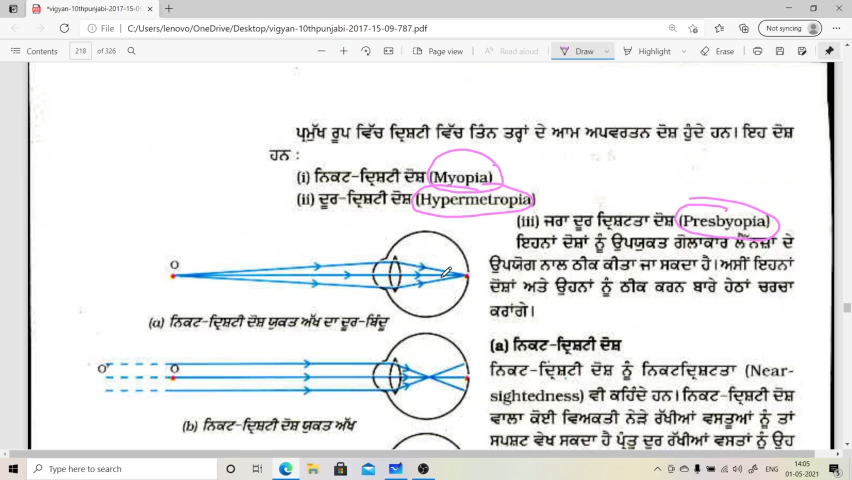 *vigyan-10thpunjabi-2017-15-09
File
C:/Users/lenovo/OneDrive/Desktop/vigyan-10thpunjabi-2017-15-09-787.pdf
Not syncing
Contents
218
of 326
Page view
Read aloud
Draw
Highlight
Erase
ਪ੍ਰਮੁੱਖ ਰੂਪ ਵਿੱਚ ਦ੍ਰਿਸ਼ਟੀ ਵਿੱਚ ਤਿੰਨ ਤਰ੍ਹਾਂ ਦੇ ਆਮ ਅਪਵਰਤਨ ਦੋਸ਼ ਹੁੰਦੇ ਹਨ। ਇਹ ਦੋਸ਼
ਹਨ :
(i) ਨਿਕਟ-ਦ੍ਰਿਸ਼ਟੀ ਦੋਸ਼ (Myopia)
(ii) ਦੂਰ-ਦ੍ਰਿਸ਼ਟੀ ਦੋਸ਼ (Hypermetropia)
(iii) ਜਰਾ ਦੂਰ ਦ੍ਰਿਸ਼ਟਤਾ ਦੋਸ਼ (Presbyopia)
ਇਹਨਾਂ ਦੋਸ਼ਾਂ ਨੂੰ ਉਪਯੁਕਤ ਗੋਲਾਕਾਰ ਲੈੱਨਜ਼ਾਂ ਦੇ
ਉਪਯੋਗ ਨਾਲ ਠੀਕ ਕੀਤਾ ਜਾ ਸਕਦਾ ਹੈ। ਅਸੀਂ ਇਹਨਾਂ
ਦੋਸ਼ਾਂ ਅਤੇ ਉਹਨਾਂ ਨੂੰ ਠੀਕ ਕਰਨ ਬਾਰੇ ਹੇਠਾਂ ਚਰਚਾ
ਕਰਾਂਗੇ।
O
(a) ਨਿਕਟ-ਦ੍ਰਿਸ਼ਟੀ ਦੋਸ਼ ਯੁਕਤ ਅੱਖ ਦਾ ਦੂਰ-ਬਿੰਦੂ
O' O
(b) ਨਿਕਟ-ਦ੍ਰਿਸ਼ਟੀ ਦੋਸ਼ ਯੁਕਤ ਅੱਖ
(a) ਨਿਕਟ-ਦ੍ਰਿਸ਼ਟੀ ਦੋਸ਼
ਨਿਕਟ-ਦ੍ਰਿਸ਼ਟੀ ਦੋਸ਼ ਨੂੰ ਨਿਕਟਦ੍ਰਿਸ਼ਟਤਾ (Near-
sightedness) ਵੀ ਕਹਿੰਦੇ ਹਨ। ਨਿਕਟ-ਦ੍ਰਿਸ਼ਟੀ ਦੋਸ਼
ਵਾਲਾ ਕੋਈ ਵਿਅਕਤੀ ਨੇੜੇ ਰੱਖੀਆਂ ਵਸਤੂਆਂ ਨੂੰ ਤਾਂ
ਸਪਸ਼ਟ ਵੇਖ ਸਕਦਾ ਹੈ ਪ੍ਰੰਤੂ ਦੂਰ ਰੱਖੀਆਂ ਵਸਤਾਂ ਨੂੰ ਉਹ
Type here to search
ENG
14:05
01-05-2021